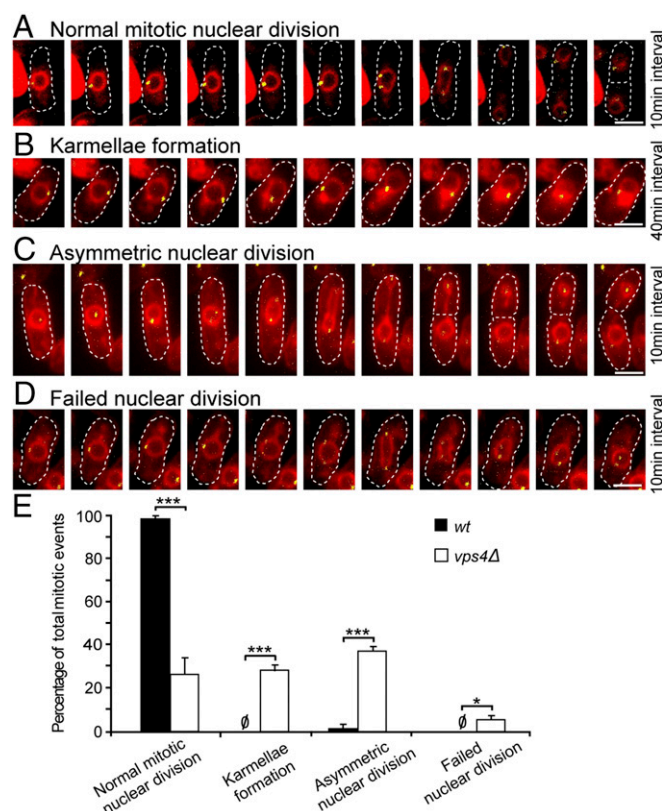 A Normal mitotic nuclear division
10min interval
B Karmellae formation
40min interval
C Asymmetric nuclear division
10min interval
D Failed nuclear division
10min interval
E
Percentage of total mitotic events
100
80
60
40
20
0
***
***
***
*
ø
ø
wt
vps4Δ
Normal mitotic
nuclear division
Karmellae
formation
Asymmetric
nuclear division
Failed
nuclear division